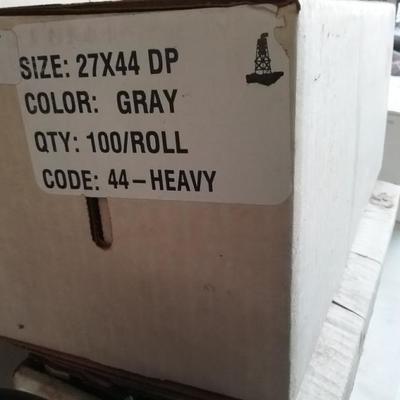 SIZE: 27X44 DP
COLOR: GRAY
QTY: 100/ROLL
CODE: 44-HEAVY